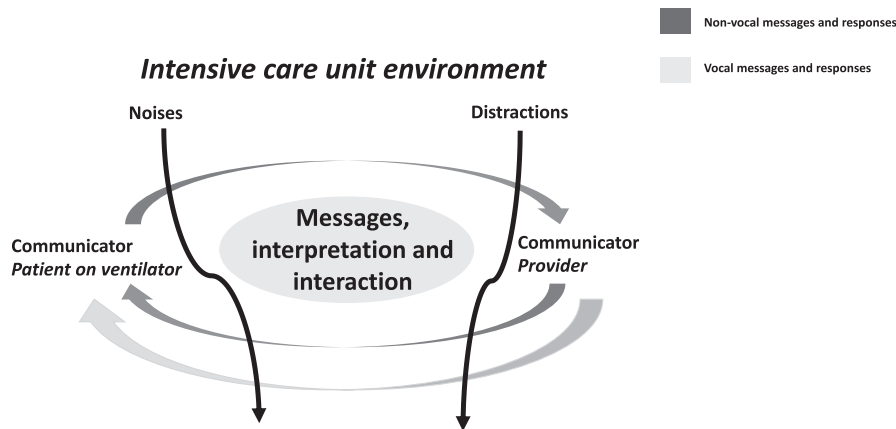 Non-vocal messages and responses
Vocal messages and responses
Intensive care unit environment
Noises
Distractions
Messages,
interpretation and
interaction
Communicator
Patient on ventilator
Communicator
Provider